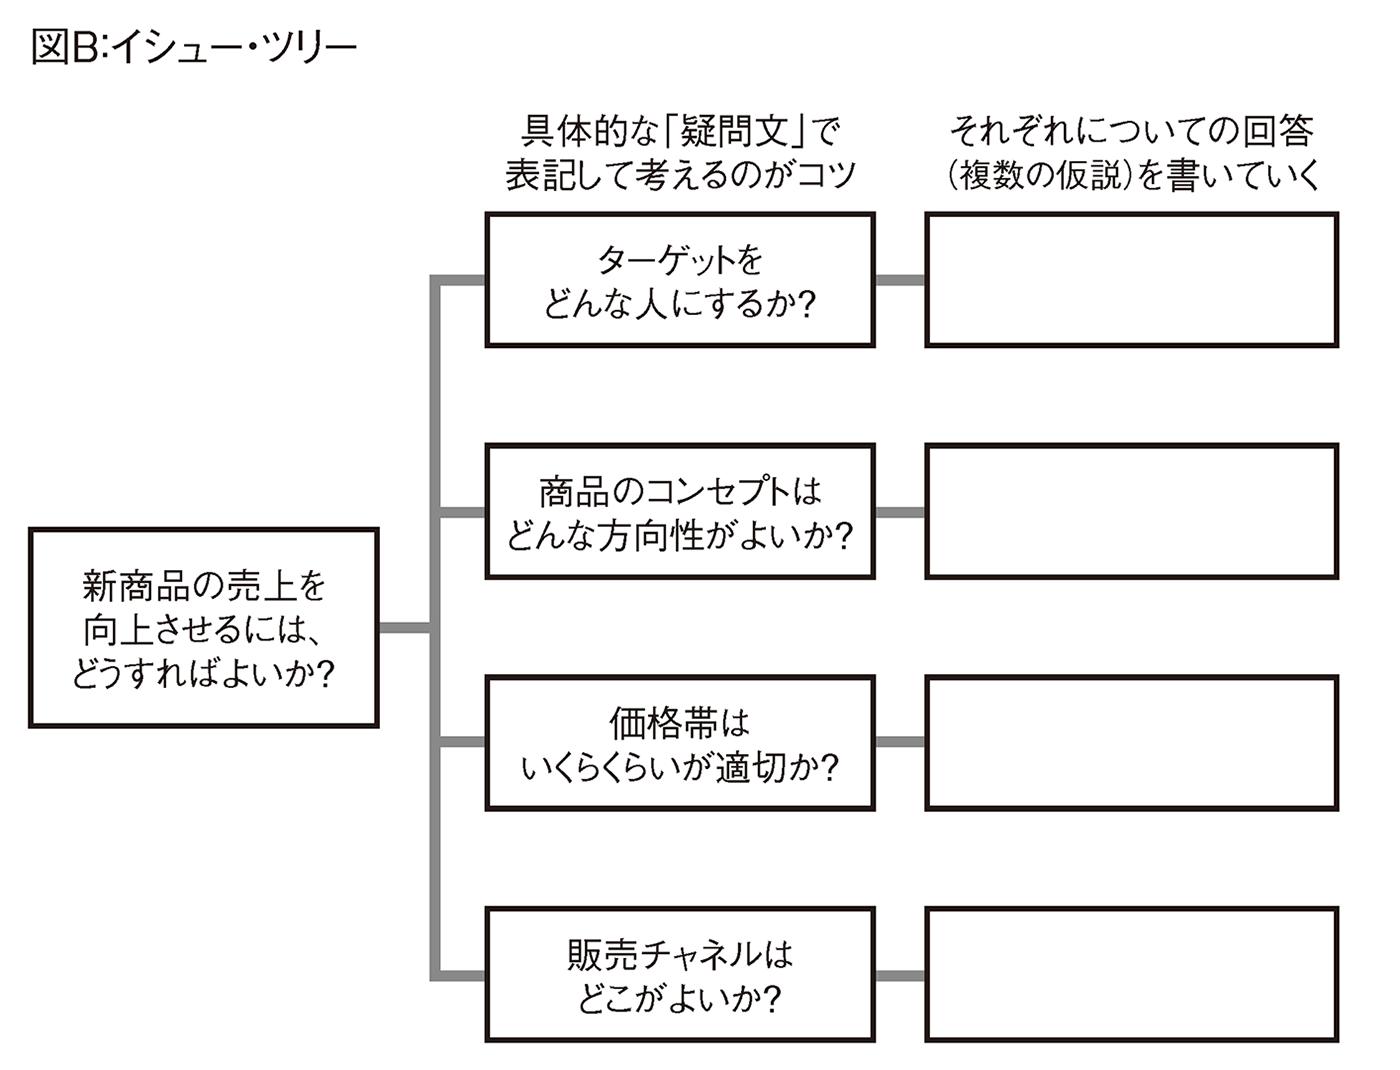 図B:イシュー・ツリー
具体的な「疑問文」で
表記して考えるのがコツ
それぞれについての回答
(複数の仮説)を書いていく
ターゲットを
どんな人にするか?
商品のコンセプトは
どんな方向性がよいか?
新商品の売上を
向上させるには、
どうすればよいか?
価格帯は
いくらくらいが適切か?
販売チャネルは
どこがよいか?